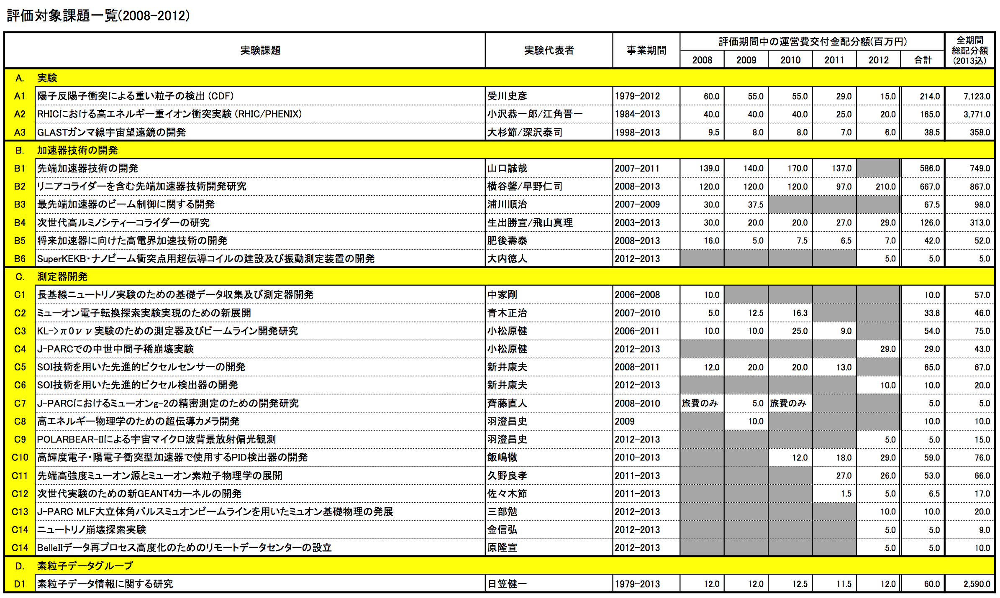 評価対象課題一覧(2008-2012)
実験課題 実験代表者 事業期間 評価期間中の運営費交付金配分額(百万円) 全期間
総配分額
(2013込)
2008 2009 2010 2011 2012 合計
A. 実験
A1 陽子反陽子衝突による重い粒子の検出 (CDF) 受川史彦 1979-2012 60.0 55.0 55.0 29.0 15.0 214.0 7,123.0
A2 RHICにおける高エネルギー重イオン衝突実験 (RHIC/PHENIX) 小沢恭一郎/江角晋一 1984-2013 40.0 40.0 40.0 25.0 20.0 165.0 3,771.0
A3 GLASTガンマ線宇宙望遠鏡の開発 大杉節/深沢泰司 1998-2013 9.5 8.0 8.0 7.0 6.0 38.5 358.0
B. 加速器技術の開発
B1 先端加速器技術の開発 山口誠哉 2007-2011 139.0 140.0 170.0 137.0 586.0 749.0
B2 リニアコライダーを含む先端加速器技術開発研究 横谷馨/早野仁司 2008-2013 120.0 120.0 120.0 97.0 210.0 667.0 867.0
B3 最先端加速器のビーム制御に関する開発 浦川順治 2007-2009 30.0 37.5 67.5 98.0
B4 次世代高ルミノシティーコライダーの研究 生出勝宣/飛山真理 2003-2013 30.0 20.0 20.0 27.0 29.0 126.0 313.0
B5 将来加速器に向けた高電界加速技術の開発 肥後壽泰 2008-2013 16.0 5.0 7.5 6.5 7.0 42.0 52.0
B6 SuperKEKB・ナノビーム衝突点用超伝導コイルの建設及び振動測定装置の開発 大内徳人 2012-2013 5.0 5.0 5.0
C. 測定器開発
C1 長基線ニュートリノ実験のための基礎データ収集及び測定器開発 中家剛 2006-2008 10.0 10.0 57.0
C2 ミューオン電子転換探索実験実現のための新展開 青木正治 2007-2010 5.0 12.5 16.3 33.8 46.0
C3 KL->π0νν実験のための測定器及びビームライン開発研究 小松原健 2006-2011 10.0 10.0 25.0 9.0 54.0 75.0
C4 J-PARCでの中世中間子稀崩壊実験 小松原健 2012-2013 29.0 29.0 43.0
C5 SOI技術を用いた先進的ピクセルセンサーの開発 新井康夫 2008-2011 12.0 20.0 20.0 13.0 65.0 67.0
C6 SOI技術を用いた先進的ピクセル検出器の開発 新井康夫 2012-2013 10.0 10.0 20.0
C7 J-PARCにおけるミューオンg-2の精密測定のための開発研究 齊藤直人 2008-2010 旅費のみ 5.0 旅費のみ 5.0 5.0
C8 高エネルギー物理学のための超伝導カメラ開発 羽澄昌史 2009 10.0 10.0 10.0
C9 POLARBEAR-IIによる宇宙マイクロ波背景放射偏光観測 羽澄昌史 2012-2013 5.0 5.0 15.0
C10 高輝度電子・陽電子衝突型加速器で使用するPID検出器の開発 飯嶋徹 2010-2013 12.0 18.0 29.0 59.0 76.0
C11 先端高強度ミューオン源とミューオン素粒子物理学の展開 久野良孝 2011-2013 27.0 26.0 53.0 66.0
C12 次世代実験のための新GEANT4カーネルの開発 佐々木節 2011-2013 1.5 5.0 6.5 17.0
C13 J-PARC MLF大立体角パルスミュオンビームラインを用いたミュオン基礎物理の発展 三部勉 2012-2013 10.0 10.0 20.0
C14 ニュートリノ崩壊探索実験 金信弘 2012-2013 5.0 5.0 9.0
C14 BelleIIデータ再プロセス高度化のためのリモートデータセンターの設立 原隆宣 2012-2013 5.0 5.0 10.0
D. 素粒子データグループ
D1 素粒子データ情報に関する研究 日笠健一 1979-2013 12.0 12.0 12.5 11.5 12.0 60.0 2,590.0